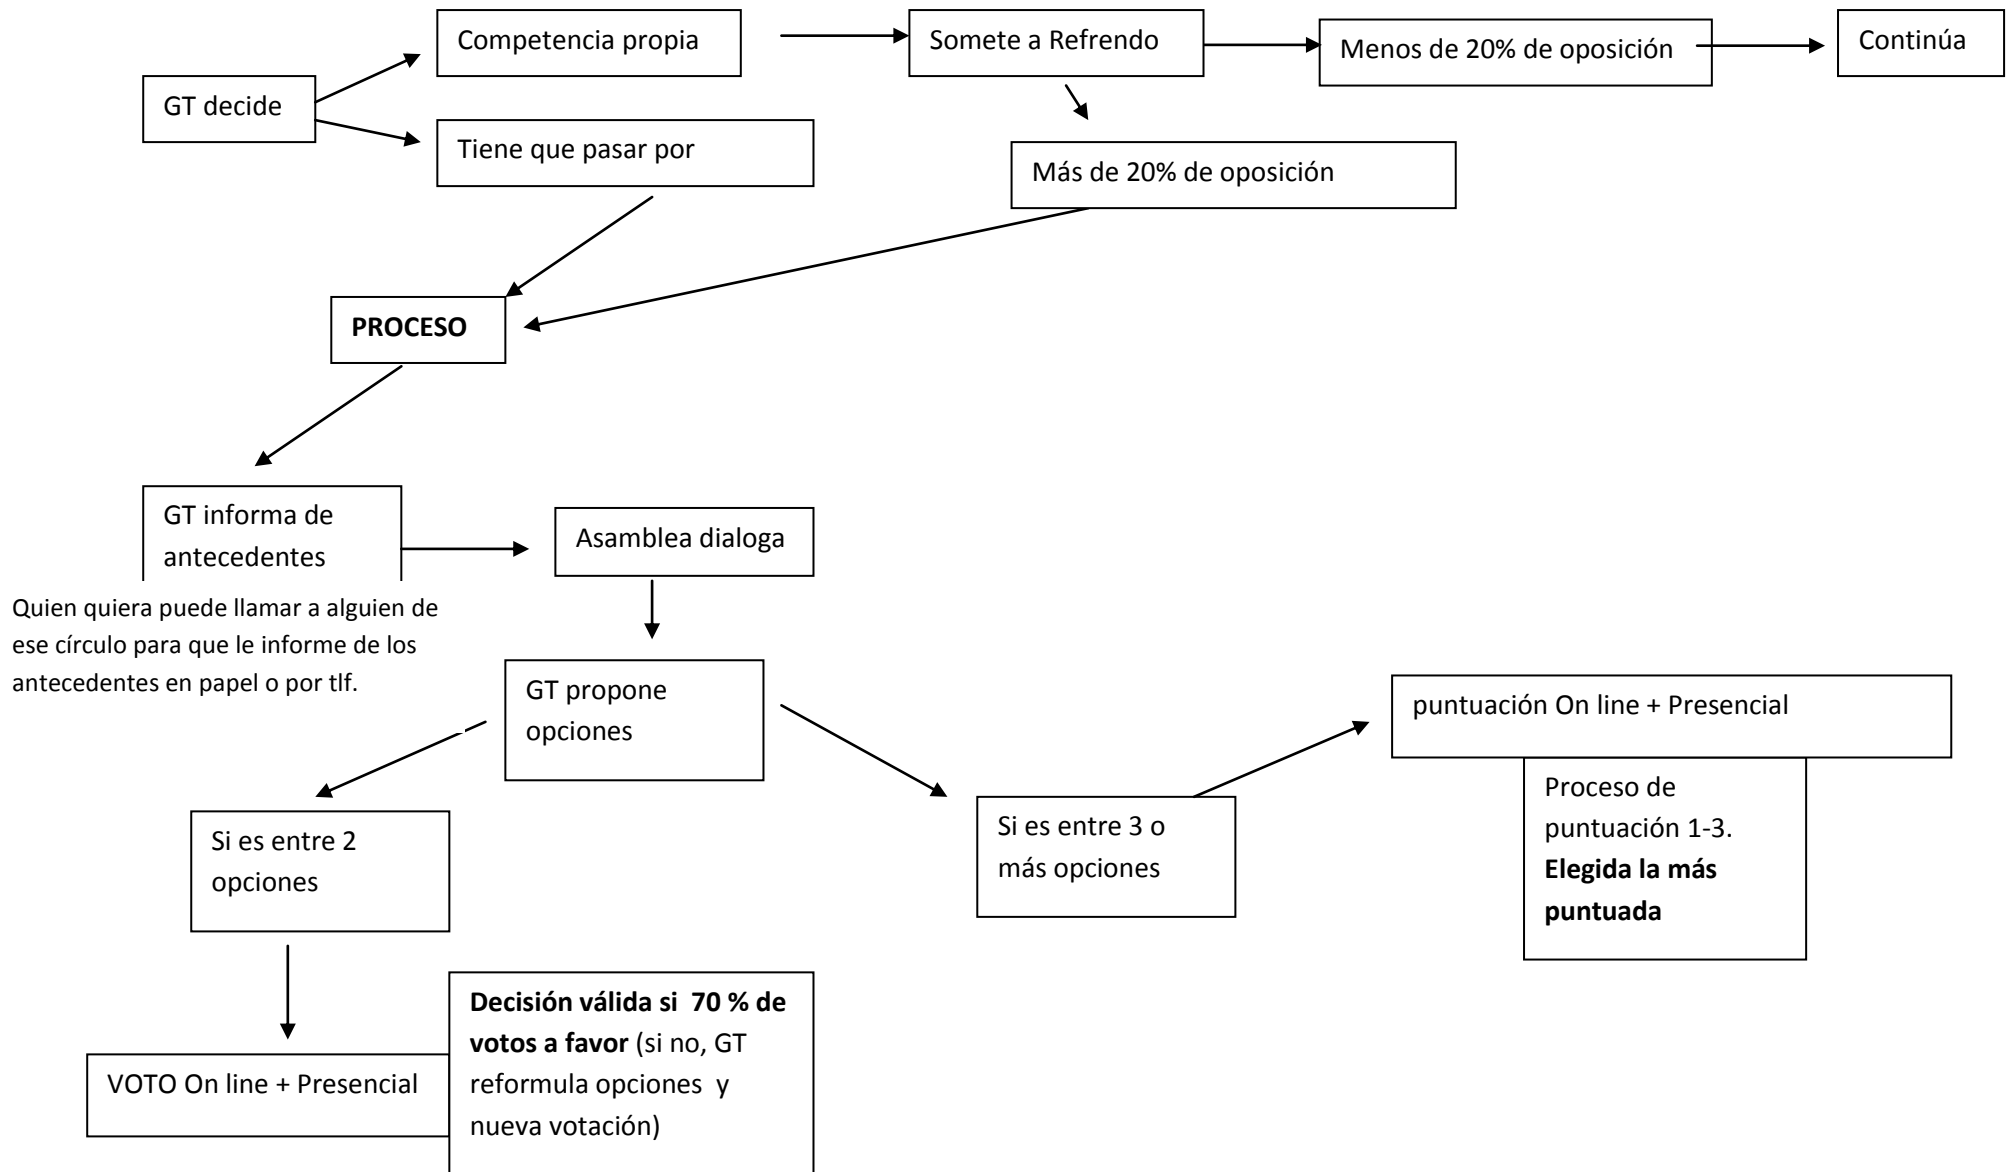 Competencia propia
Somete a Refrendo
Menos de 20% de oposición
Continúa
GT decide
Tiene que pasar por
Más de 20% de oposición
PROCESO
GT informa de
antecedentes
Asamblea dialoga
Quien quiera puede llamar a alguien de
ese círculo para que le informe de los
antecedentes en papel o por tlf.
GT propone
opciones
Si es entre 2
opciones
Si es entre 3 o
más opciones
puntuación On line + Presencial
Proceso de
puntuación 1-3.
Elegida la más
puntuada
VOTO On line + Presencial
Decisión válida si  70 % de
votos a favor (si no, GT
reformula opciones  y
nueva votación)